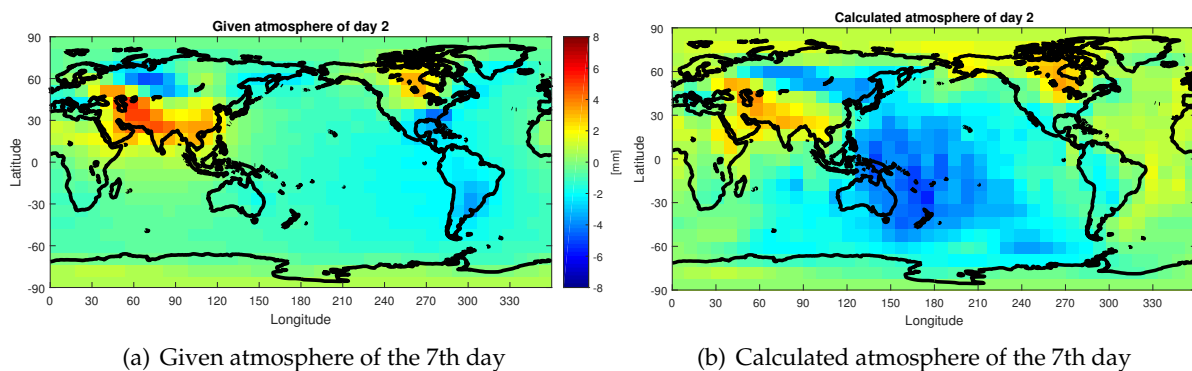 Given atmosphere of day 2
90
60
30
0
-30
-60
-90
Latitude
0 30 60 90 120 150 180 210 240 270 300 330
Longitude
8
6
4
2
0
-2
-4
-6
-8
[mm]
(a) Given atmosphere of the 7th day
Calculated atmosphere of day 2
90
60
30
0
-30
-60
-90
Latitude
0 30 60 90 120 150 180 210 240 270 300 330
Longitude
(b) Calculated atmosphere of the 7th day